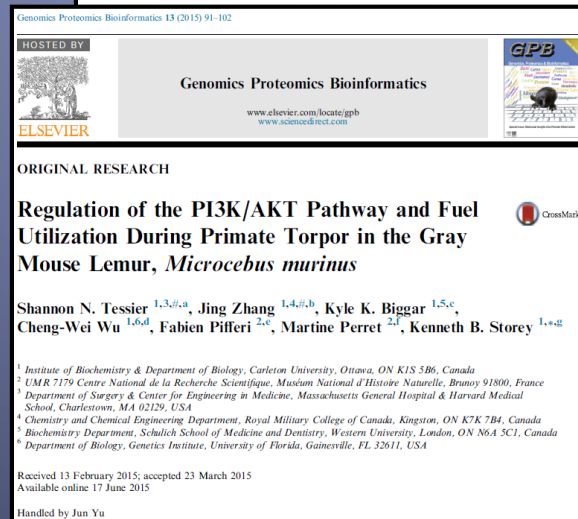 Genomics Proteomics Bioinformatics 13 (2015) 91–102
HOSTED BY
ELSEVIER
Genomics Proteomics Bioinformatics
www.elsevier.com/locate/gpb
www.sciencedirect.com
GPB
ORIGINAL RESEARCH
Regulation of the PI3K/AKT Pathway and Fuel
Utilization During Primate Torpor in the Gray
Mouse Lemur, Microcebus murinus
CrossMark
Shannon N. Tessier 1,3,#,a, Jing Zhang 1,4,#,b, Kyle K. Biggar 1,5,c,
Cheng-Wei Wu 1,6,d, Fabien Pifferi 2,e, Martine Perret 2,f, Kenneth B. Storey 1,*,g
1 Institute of Biochemistry & Department of Biology, Carleton University, Ottawa, ON K1S 5B6, Canada
2 UMR 7179 Centre National de la Recherche Scientifique, Muséum National d'Histoire Naturelle, Brunoy 91800, France
3 Department of Surgery & Center for Engineering in Medicine, Massachusetts General Hospital & Harvard Medical
School, Charlestown, MA 02129, USA
4 Chemistry and Chemical Engineering Department, Royal Military College of Canada, Kingston, ON K7K 7B4, Canada
5 Biochemistry Department, Schulich School of Medicine and Dentistry, Western University, London, ON N6A 5C1, Canada
6 Department of Biology, Genetics Institute, University of Florida, Gainesville, FL 32611, USA
Received 13 February 2015; accepted 23 March 2015
Available online 17 June 2015
Handled by Jun Yu